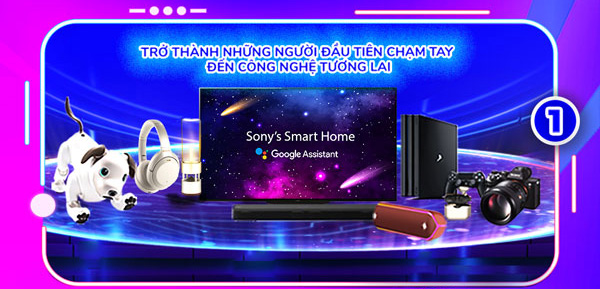 TRỞ THÀNH NHỮNG NGƯỜI ĐẦU TIÊN CHẠM TAY
ĐẾN CÔNG NGHỆ TƯƠNG LAI
Sony's Smart Home
Google Assistant
1